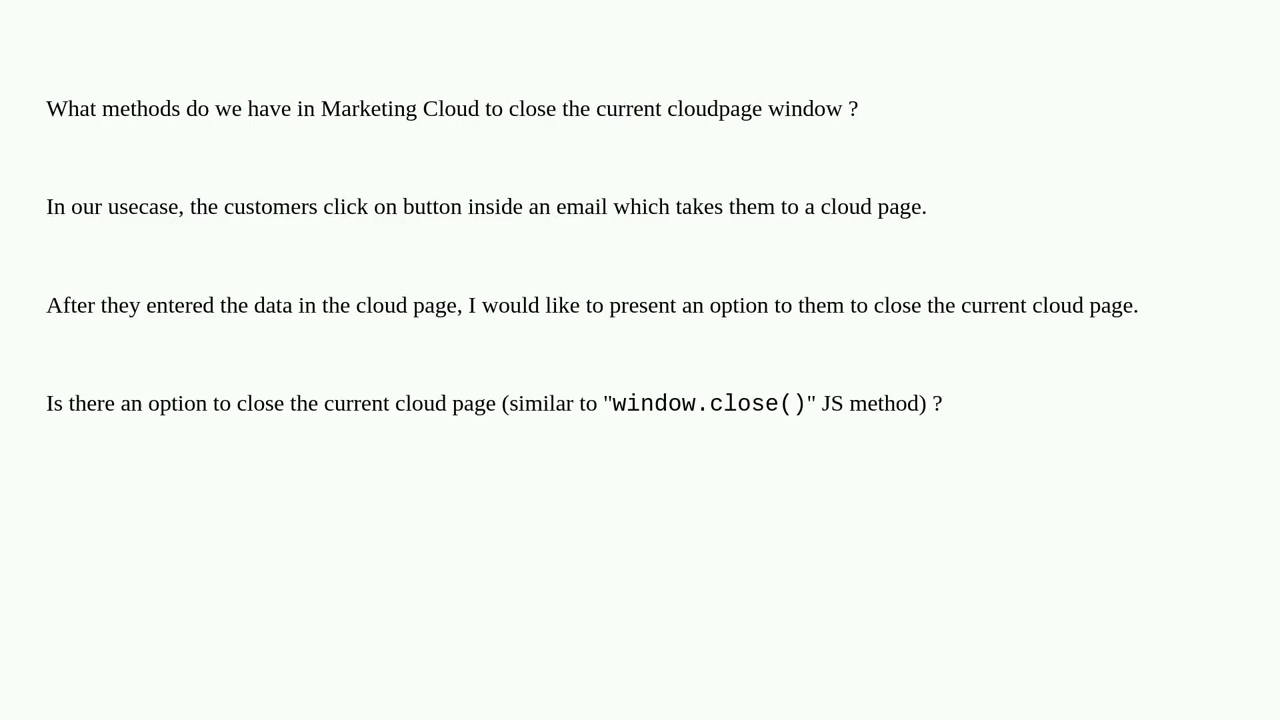 What methods do we have in Marketing Cloud to close the current cloudpage window ?
In our usecase, the customers click on button inside an email which takes them to a cloud page.
After they entered the data in the cloud page, I would like to present an option to them to close the current cloud page.
Is there an option to close the current cloud page (similar to "window.close()" JS method) ?